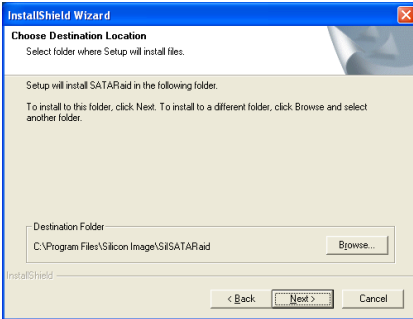 InstallShield Wizard
Choose Destination Location
Select folder where Setup will install files.
Setup will install SATARaid in the following folder.
To install to this folder, click Next. To install to a different folder, click Browse and select
another folder.
Destination Folder
C:\Program Files\Silicon Image\SiISATARaid
Browse...
InstallShield
< Back
Next >
Cancel